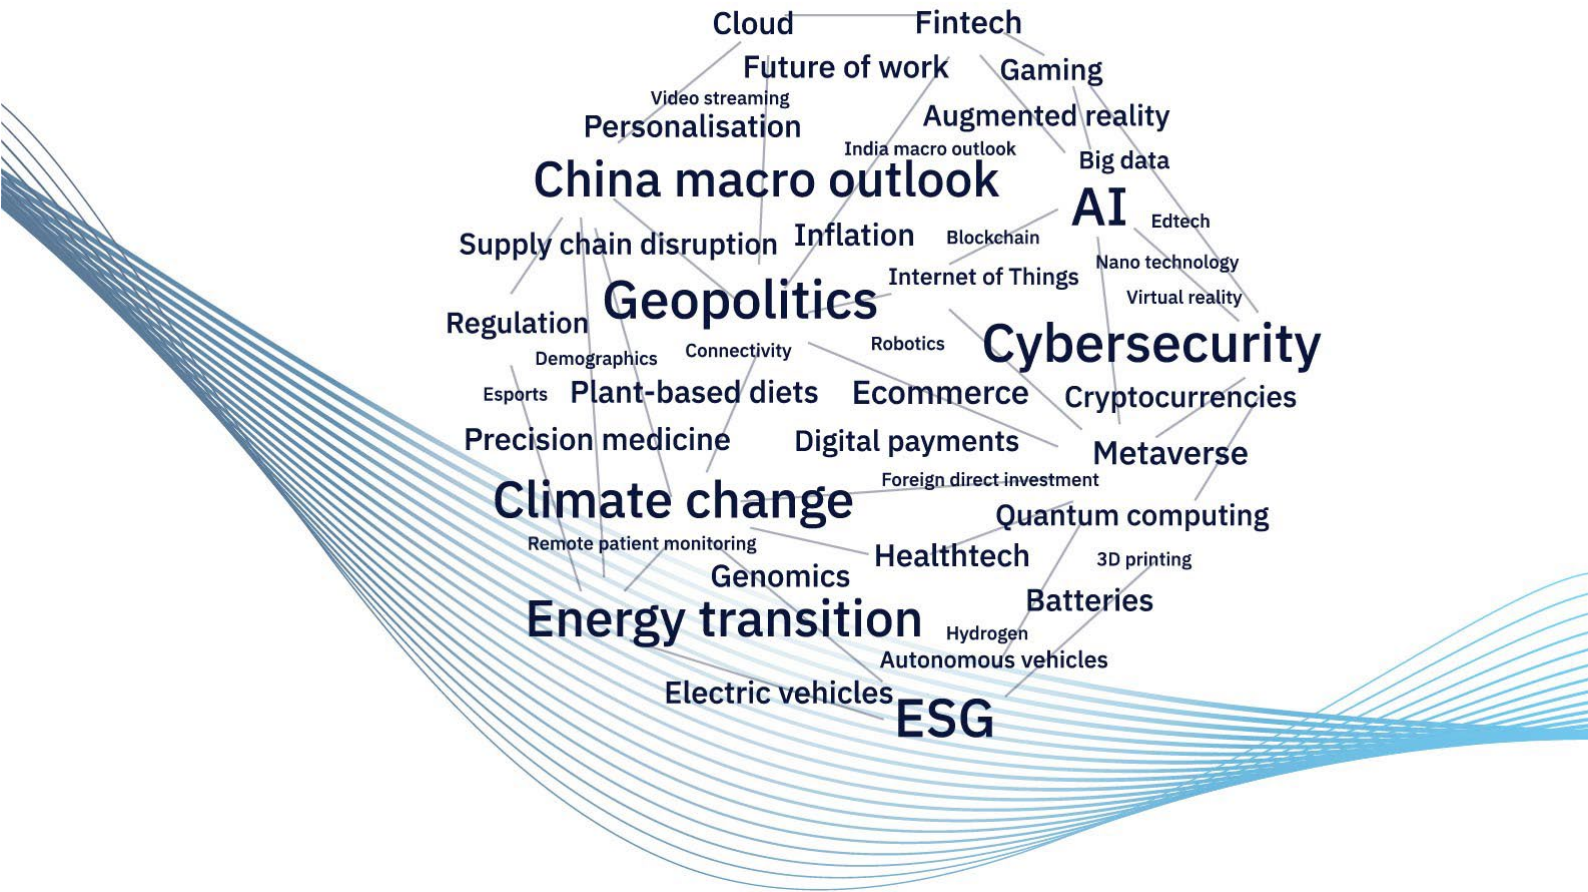 Cloud
Fintech
Future of work
Gaming
Video streaming
Personalisation
Augmented reality
India macro outlook
Big data
China macro outlook
AI
Edtech
Supply chain disruption
Inflation
Blockchain
Nano technology
Internet of Things
Geopolitics
Virtual reality
Regulation
Cybersecurity
Demographics
Connectivity
Robotics
Esports
Plant-based diets
Ecommerce
Cryptocurrencies
Precision medicine
Digital payments
Metaverse
Foreign direct investment
Climate change
Quantum computing
Remote patient monitoring
Healthtech
3D printing
Genomics
Batteries
Energy transition
Hydrogen
Autonomous vehicles
Electric vehicles
ESG